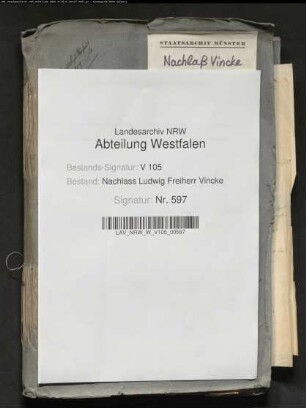 STAATSARCHIV MÜNSTER
Nachlaß Vincke
Landesarchiv NRW
Abteilung Westfalen
Bestands-Signatur: V 105
Bestand: Nachlass Ludwig Freiherr Vincke
Signatur: Nr. 597
LAV_NRW_W_V105_00597